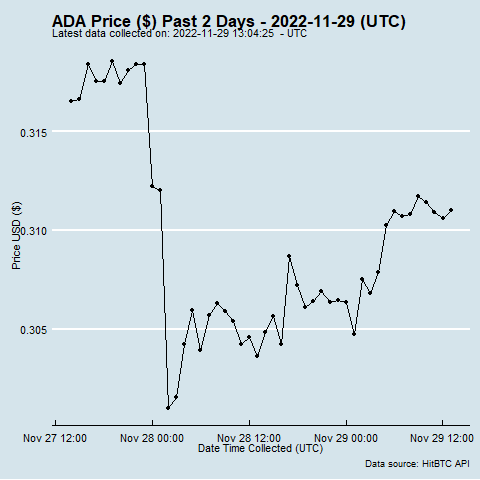 ADA Price ($) Past 2 Days - 2022-11-29 (UTC)
Latest data collected on: 2022-11-29 13:04:25 - UTC
0.315
0.310
0.305
Price USD ($)
Nov 27 12:00 Nov 28 00:00 Nov 28 12:00 Nov 29 00:00 Nov 29 12:00
Date Time Collected (UTC)
Data source: HitBTC API